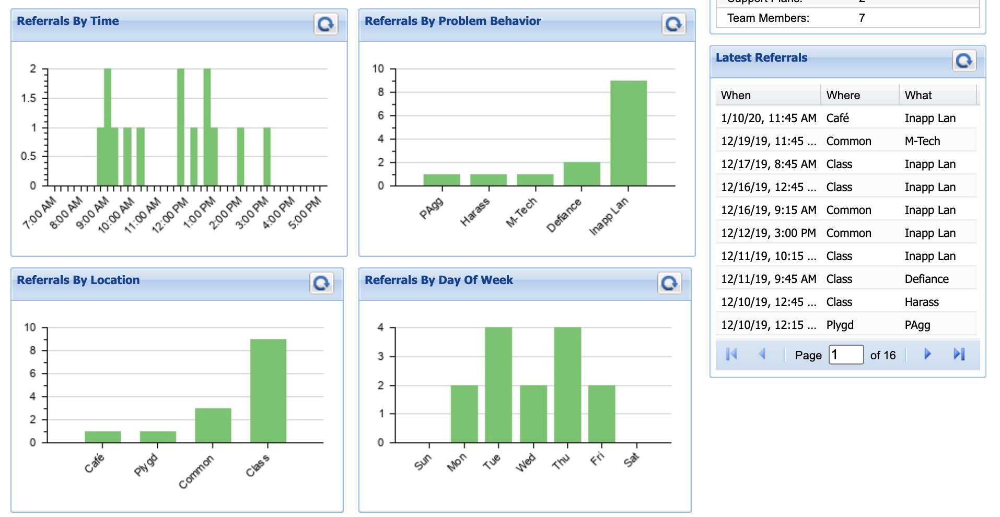 Referrals By Time
2
1.5
1
0.5
0
7:00 AM
8:00 AM
9:00 AM
10:00 AM
11:00 AM
12:00 PM
1:00 PM
2:00 PM
3:00 PM
4:00 PM
5:00 PM
Referrals By Problem Behavior
10
8
6
4
2
0
PAgg
Harass
M-Tech
Defiance
Inapp Lan
Referrals By Location
10
8
6
4
2
0
Café
Plygd
Common
Class
Referrals By Day Of Week
4
3
2
1
0
Sun
Mon
Tue
Wed
Thu
Fri
Sat
Support Plans: 2
Team Members: 7
Latest Referrals
When Where What
1/10/20, 11:45 AM Café Inapp Lan
12/19/19, 11:45 ... Common M-Tech
12/17/19, 8:45 AM Class Inapp Lan
12/16/19, 12:45 ... Class Inapp Lan
12/16/19, 9:15 AM Common Inapp Lan
12/12/19, 3:00 PM Common Inapp Lan
12/11/19, 10:15 ... Class Inapp Lan
12/11/19, 9:45 AM Class Defiance
12/10/19, 12:45 ... Class Harass
12/10/19, 12:15 ... Plygd PAgg
Page 1 of 16